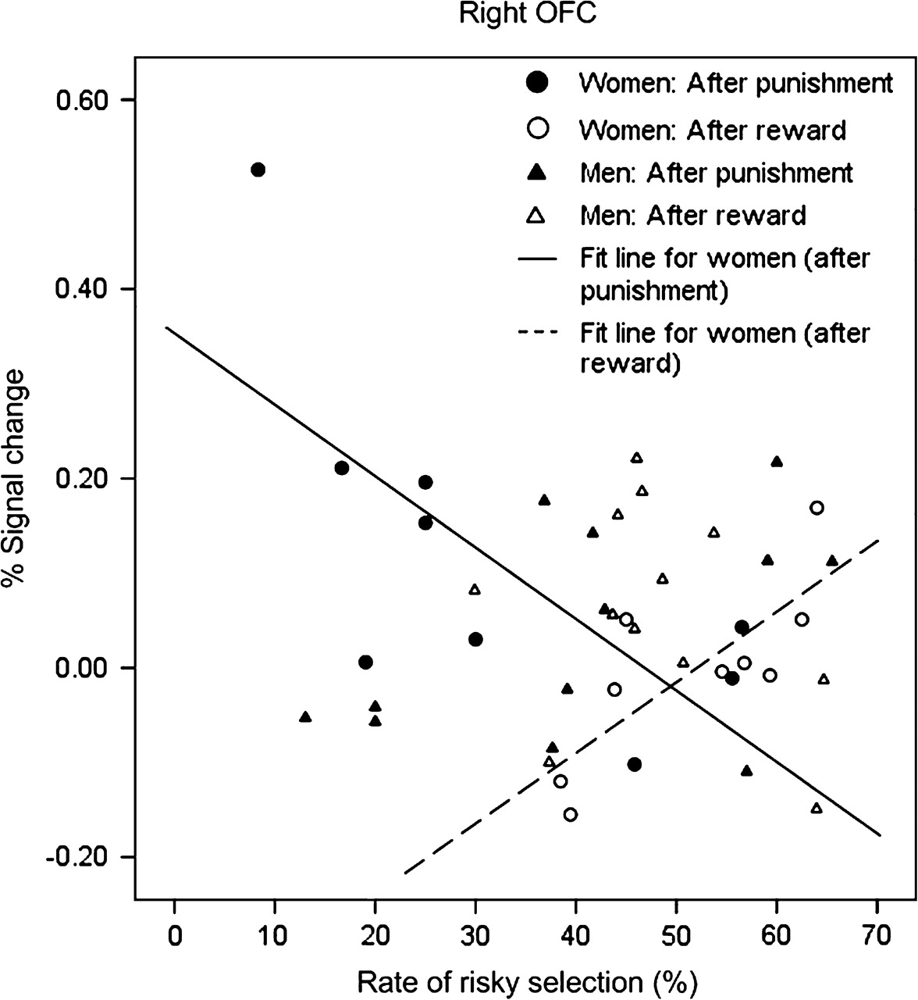 Right OFC
Women: After punishment
Women: After reward
Men: After punishment
Men: After reward
Fit line for women (after
punishment)
Fit line for women (after
reward)
0.60
0.40
0.20
0.00
-0.20
% Signal change
0 10 20 30 40 50 60 70
Rate of risky selection (%)